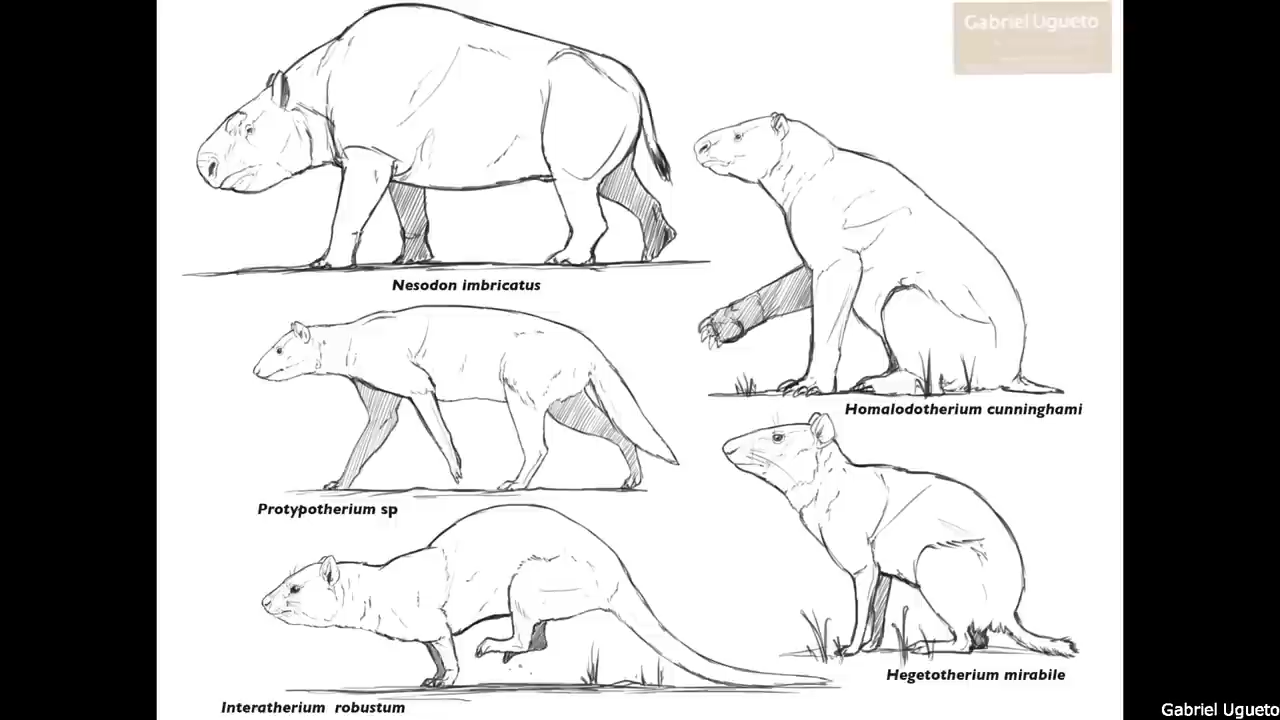 Gabriel Ugueto
Nesodon imbricatus
Homalodotherium cunninghami
Protypotherium sp
Hegetotherium mirabile
Interatherium robustum
Gabriel Ugueto